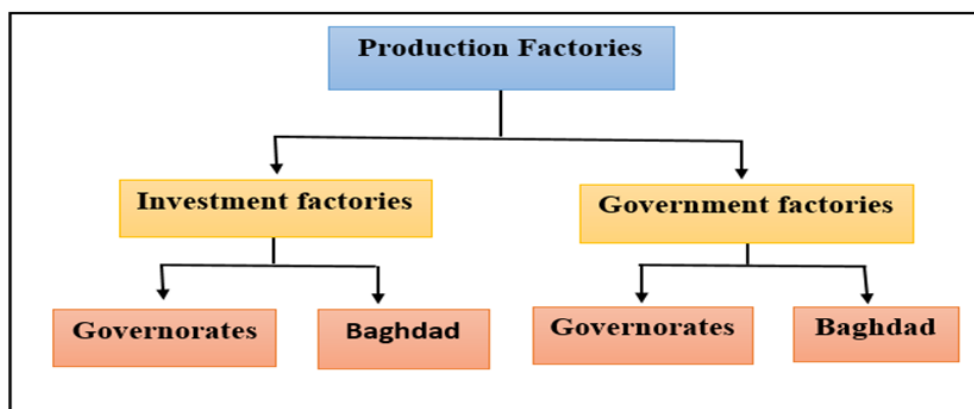 Production Factories
Investment factories
Government factories
Governorates
Baghdad
Governorates
Baghdad